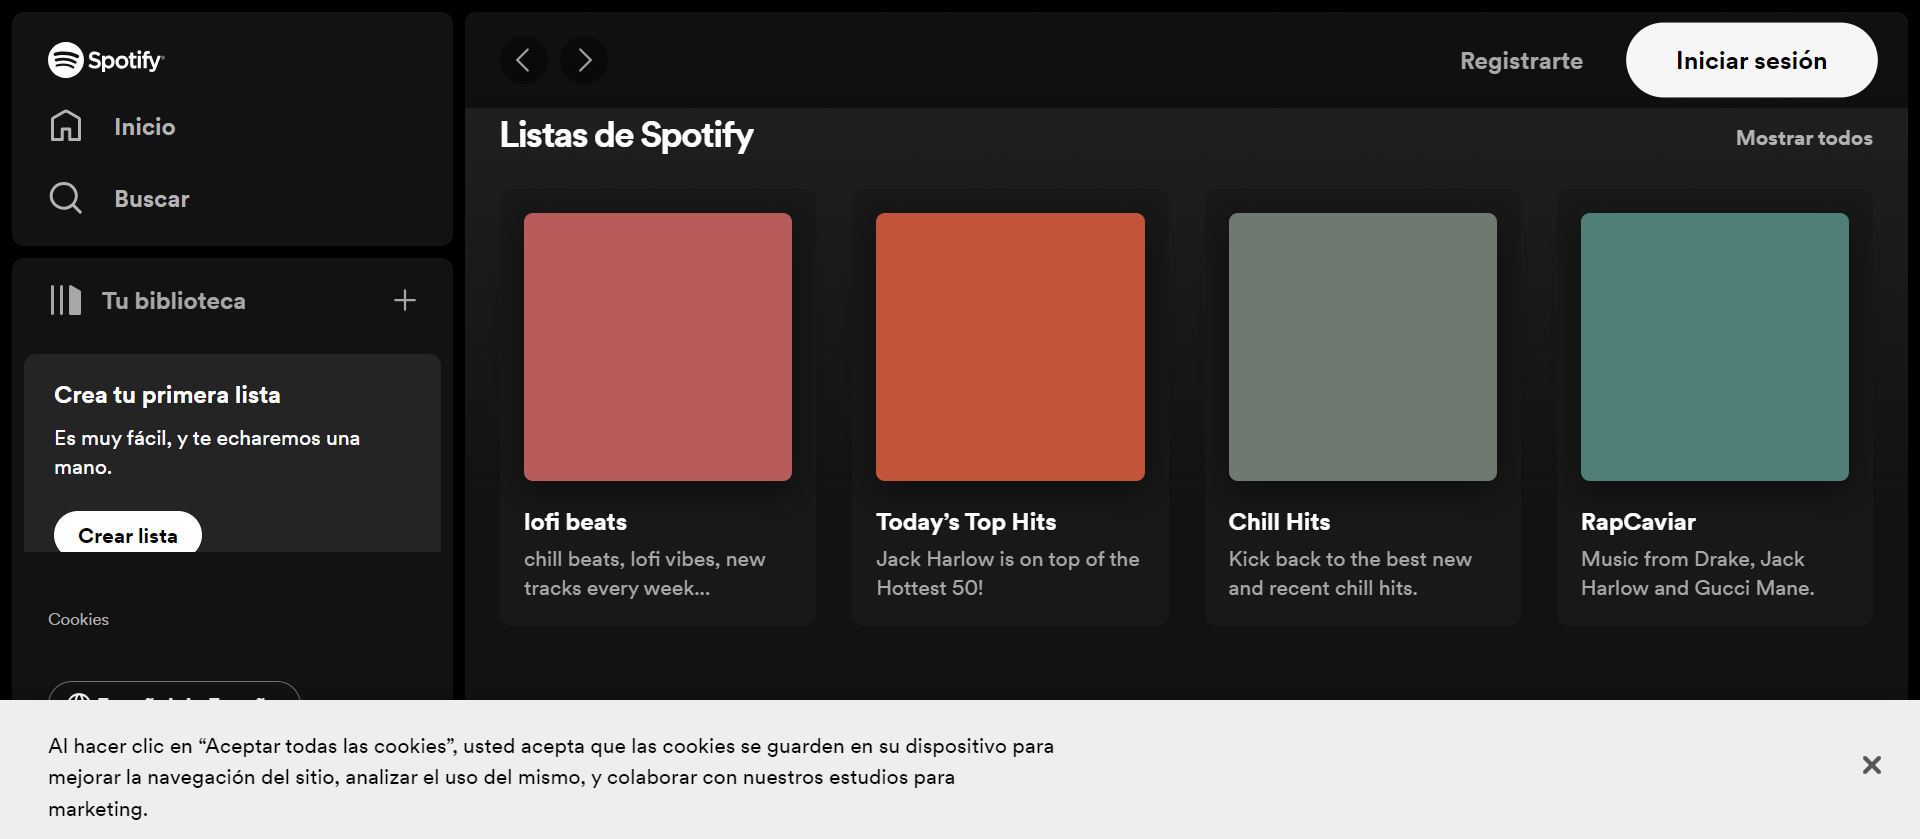 Spotify
Inicio
Buscar
Tu biblioteca
Crea tu primera lista
Es muy fácil, y te echaremos una
mano.
Crear lista
Cookies
Registrarte
Iniciar sesión
Listas de Spotify
Mostrar todos
lofi beats
chill beats, lofi vibes, new
tracks every week...
Today’s Top Hits
Jack Harlow is on top of the
Hottest 50!
Chill Hits
Kick back to the best new
and recent chill hits.
RapCaviar
Music from Drake, Jack
Harlow and Gucci Mane.
Al hacer clic en “Aceptar todas las cookies”, usted acepta que las cookies se guarden en su dispositivo para
mejorar la navegación del sitio, analizar el uso del mismo, y colaborar con nuestros estudios para
marketing.